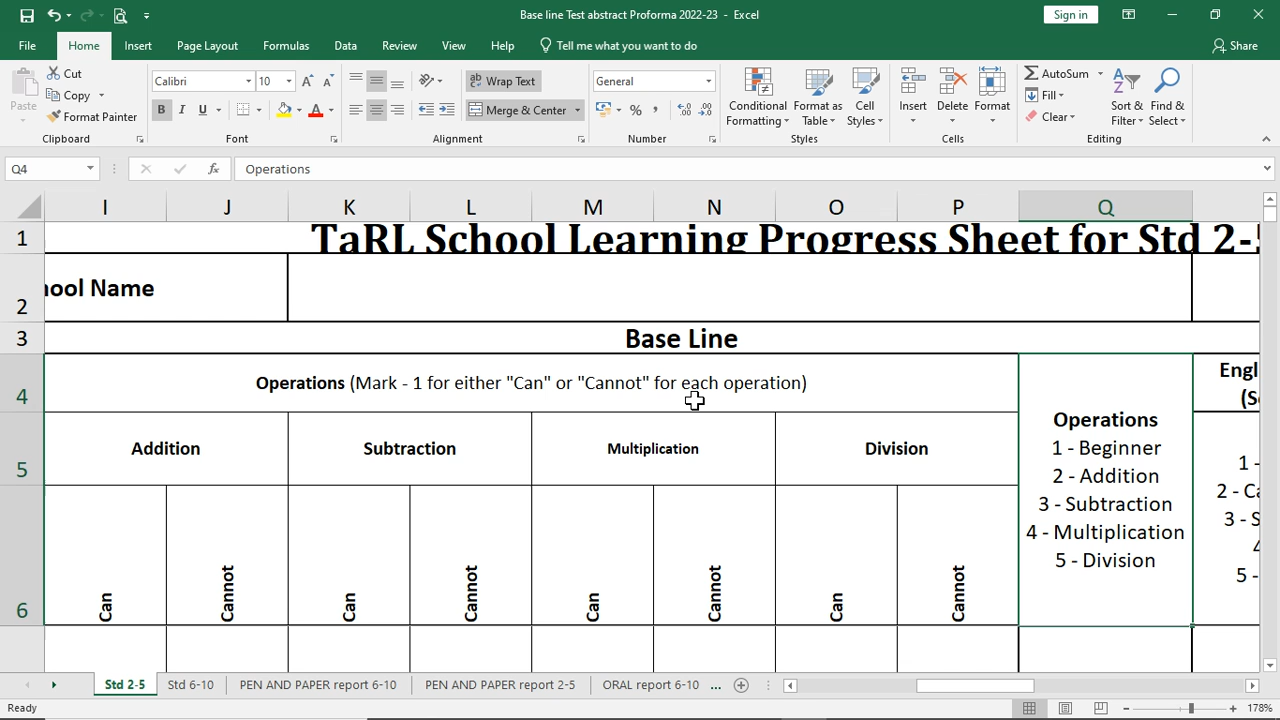 Base line Test abstract Proforma 2022-23 - Excel
Sign in
File Home Insert Page Layout Formulas Data Review View Help Tell me what you want to do Share
Paste
Cut
Copy
Format Painter
Clipboard
Calibri 10
B I U
Font
Wrap Text
Merge & Center
Alignment
General
Number
Conditional Formatting
Format as Table
Cell Styles
Styles
Insert Delete Format
Cells
AutoSum
Fill
Clear
Sort & Filter
Find & Select
Editing
Q4 fx Operations
I J K L M N O P Q
1 TaRL School Learning Progress Sheet for Std 2-5
2 hool Name
3 Base Line
4 Operations (Mark - 1 for either "Can" or "Cannot" for each operation)
5 Addition Subtraction Multiplication Division
6 Can Cannot Can Cannot Can Cannot Can Cannot
Operations
1 - Beginner
2 - Addition
3 - Subtraction
4 - Multiplication
5 - Division
Engl
(S
1 -
2 - Ca
3 - S
4
5 -
Std 2-5 Std 6-10 PEN AND PAPER report 6-10 PEN AND PAPER report 2-5 ORAL report 6-10 ...
Ready 178%